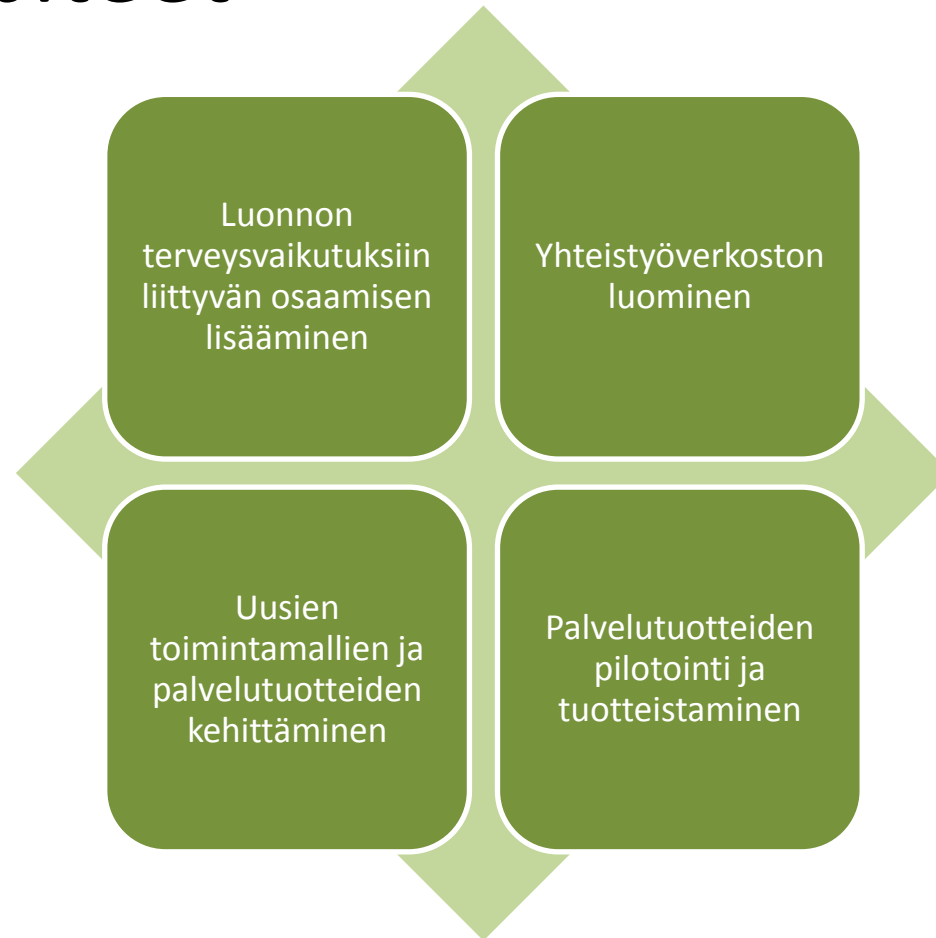 Luonnon
terveysvaikutuksiin
liittyvän osaamisen
lisääminen
Yhteistyöverkoston
luominen
Uusien
toimintamallien ja
palvelutuotteiden
kehittäminen
Palvelutuotteiden
pilotointi ja
tuotteistaminen